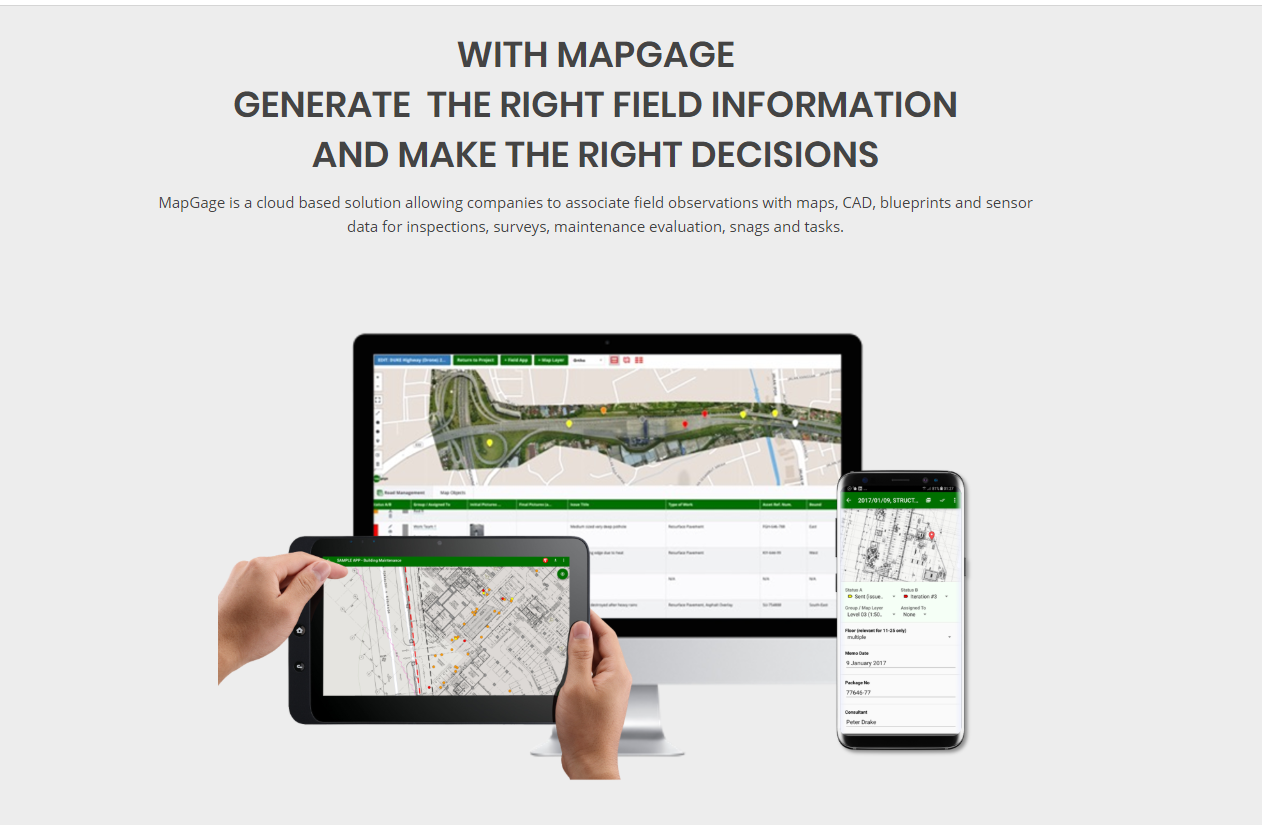 WITH MAPGAGE
GENERATE  THE RIGHT FIELD INFORMATION
AND MAKE THE RIGHT DECISIONS
MapGage is a cloud based solution allowing companies to associate field observations with maps, CAD, blueprints and sensor
data for inspections, surveys, maintenance evaluation, snags and tasks.
Return to Project + Field App + Map Layer Ortho
Road Management Map Objects
Group / Assigned To Initial Pictures ... Final Pictures Issue Title Type of Work Asset Ref. Num. Bound
Work Team 1 Medium sized very deep pothole Resurface Pavement East
edge due to heat Resurface Pavement West
N/A N/A N/A
destroyed after heavy rains Resurface Pavement, Asphalt Overlay South-East
SAMPLE APP - Building Maintenance
2017/01/09, STRUCT...
Status A Status B
Sent Issue.. Iteration #3
Group / Map Layer Assigned To
Level 03 (1:50.. None
Floor (relevant for 11-25 only)
multiple
Memo Date
9 January 2017
Package No
77646-77
Consultant
Peter Drake